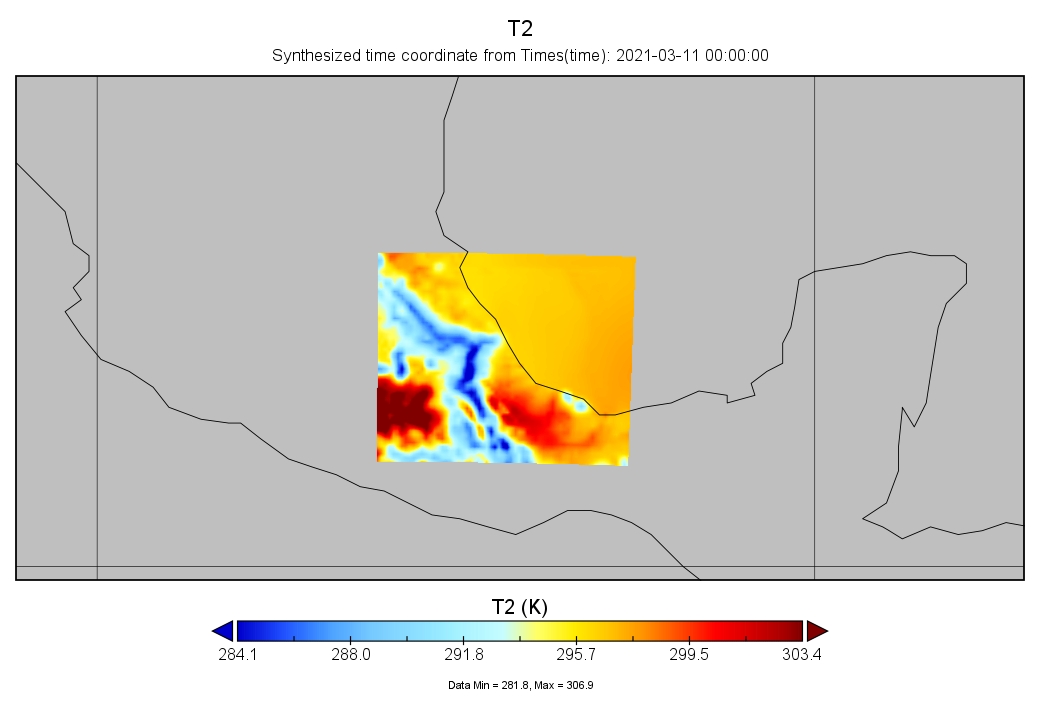 T2
Synthesized time coordinate from Times(time): 2021-03-11 00:00:00
T2 (K)
284.1 288.0 291.8 295.7 299.5 303.4
Data Min = 281.8, Max = 306.9